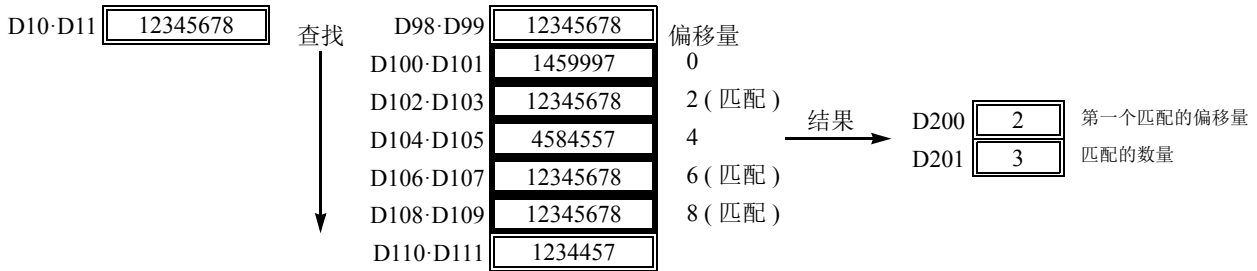 D10·D11 12345678 查找 D98·D99 12345678 偏移量
D100·D101 1459997 0
D102·D103 12345678 2 ( 匹配 )
D104·D105 4584557 4 结果 D200 2 第一个匹配的偏移量
D106·D107 12345678 6 ( 匹配 ) D201 3 匹配的数量
D108·D109 12345678 8 ( 匹配 )
D110·D111 1234457